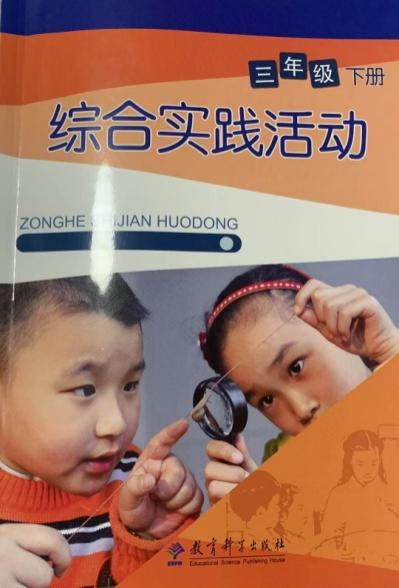 三年级 下册
综合实践活动
ZONGHE SHIJIAN HUODONG
教育科学出版社
Educational Science Publishing House
ESPH